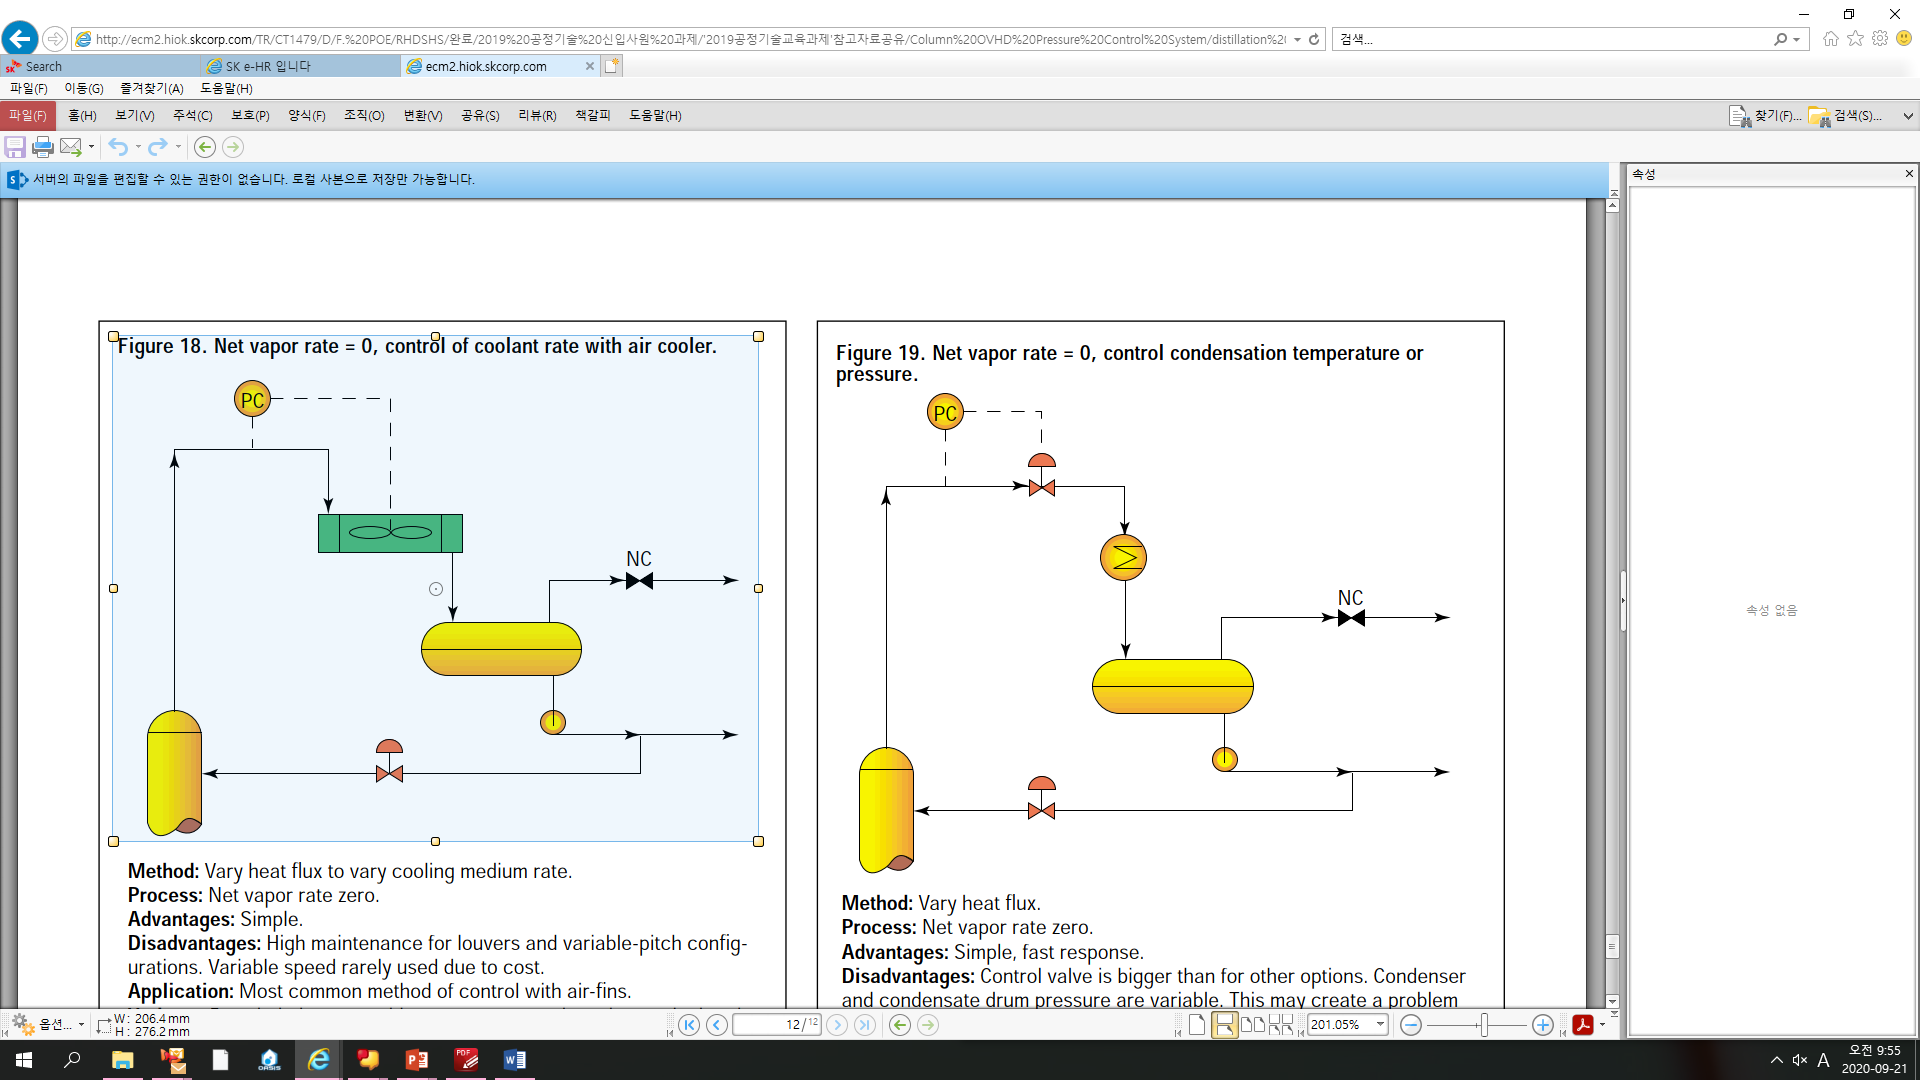 http://ecm2.hiok.skcorp.com/TR/CT1479/D/F.%20POE/RHDSHS/완료/2019%20공정기술%20신입사원%20과제/'2019공정기술교육과제'참고자료공유/Column%20OVHD%20Pressure%20Control%20System/distillation%20
검색...
Search
SK e-HR 입니다
ecm2.hiok.skcorp.com
파일(F) 이동(G) 즐겨찾기(A) 도움말(H)
파일(F) 홈(H) 보기(V) 주석(C) 보호(P) 양식(F) 조직(O) 변환(V) 공유(S) 리뷰(R) 책갈피 도움말(H) 찾기(F)... 검색(S)...
서버의 파일을 편집할 수 있는 권한이 없습니다. 로컬 사본으로 저장만 가능합니다.
속성
속성 없음
Figure 18. Net vapor rate = 0, control of coolant rate with air cooler.
PC
NC
Method: Vary heat flux to vary cooling medium rate.
Process: Net vapor rate zero.
Advantages: Simple.
Disadvantages: High maintenance for louvers and variable-pitch config-
urations. Variable speed rarely used due to cost.
Application: Most common method of control with air-fins.
Figure 19. Net vapor rate = 0, control condensation temperature or
pressure.
PC
NC
Method: Vary heat flux.
Process: Net vapor rate zero.
Advantages: Simple, fast response.
Disadvantages: Control valve is bigger than for other options. Condenser
and condensate drum pressure are variable. This may create a problem
옵션...
W: 206.4 mm
H: 276.2 mm
12 / 12
201.05%
OASIS
PDF
A
오전 9:55
2020-09-21